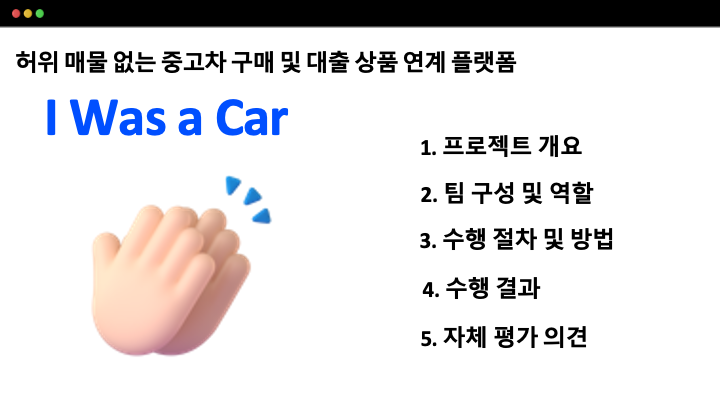 허위 매물 없는 중고차 구매 및 대출 상품 연계 플랫폼
I Was a Car
1. 프로젝트 개요
2. 팀 구성 및 역할
3. 수행 절차 및 방법
4. 수행 결과
5. 자체 평가 의견